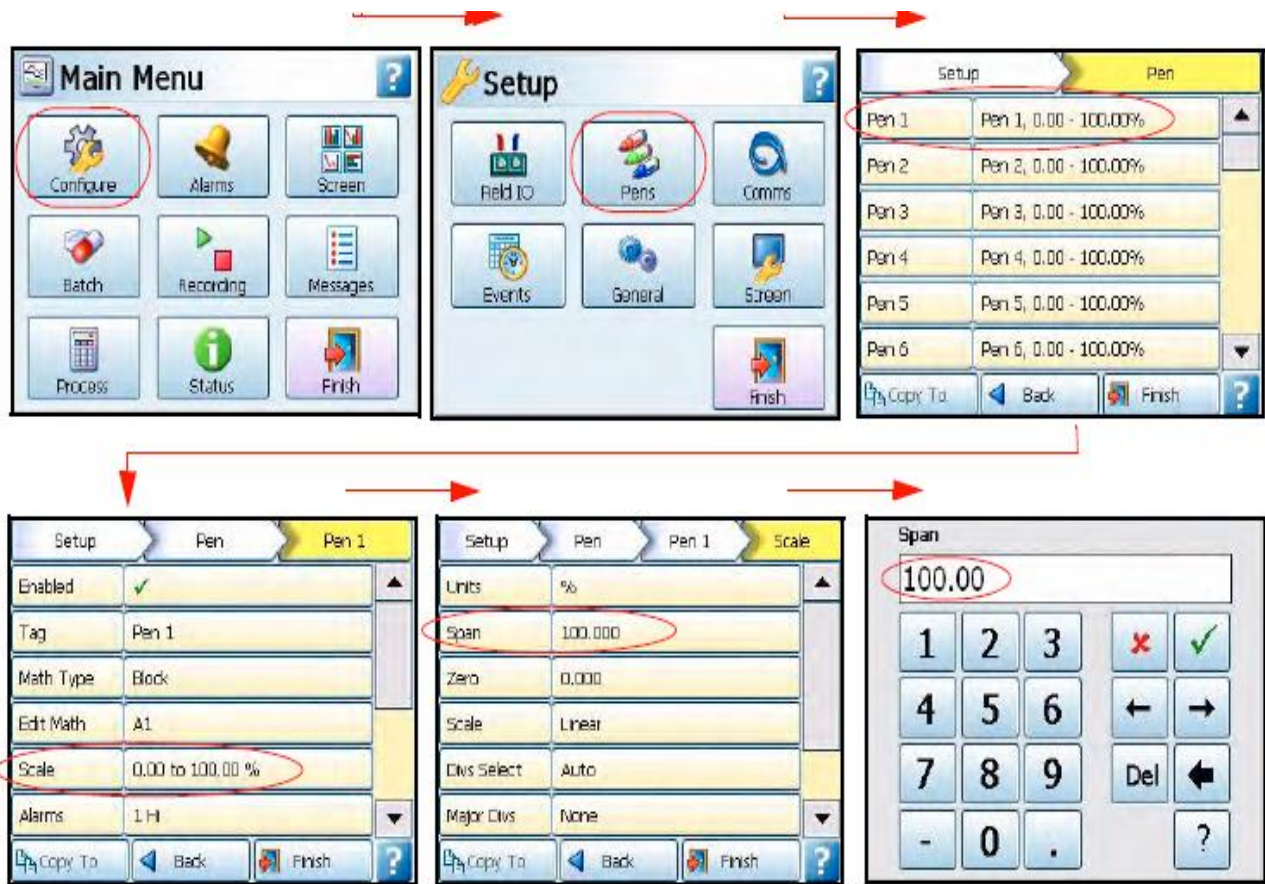 Main Menu
?
Configure
Alarms
Screen
Batch
Recording
Messages
Process
Status
Finish
Setup
?
Field IO
Pens
Comms
Events
General
Screen
Finish
Setup Pen
Pen 1 Pen 1, 0.00 - 100.00%
Pen 2 Pen 2, 0.00 - 100.00%
Pen 3 Pen 3, 0.00 - 100.00%
Pen 4 Pen 4, 0.00 - 100.00%
Pen 5 Pen 5, 0.00 - 100.00%
Pen 6 Pen 6, 0.00 - 100.00%
Copy To Back Finish ?
Setup Pen Pen 1
Enabled ✓
Tag Pen 1
Math Type Block
Edit Math A1
Scale 0.00 to 100.00 %
Alarms 1 Hi
Copy To Back Finish ?
Setup Pen Pen 1 Scale
Units %
Span 100.000
Zero 0.000
Scale Linear
Divs Select Auto
Major Divs None
Copy To Back Finish ?
Span
100.00
1 2 3
4 5 6
7 8 9 Del
- 0 . ?